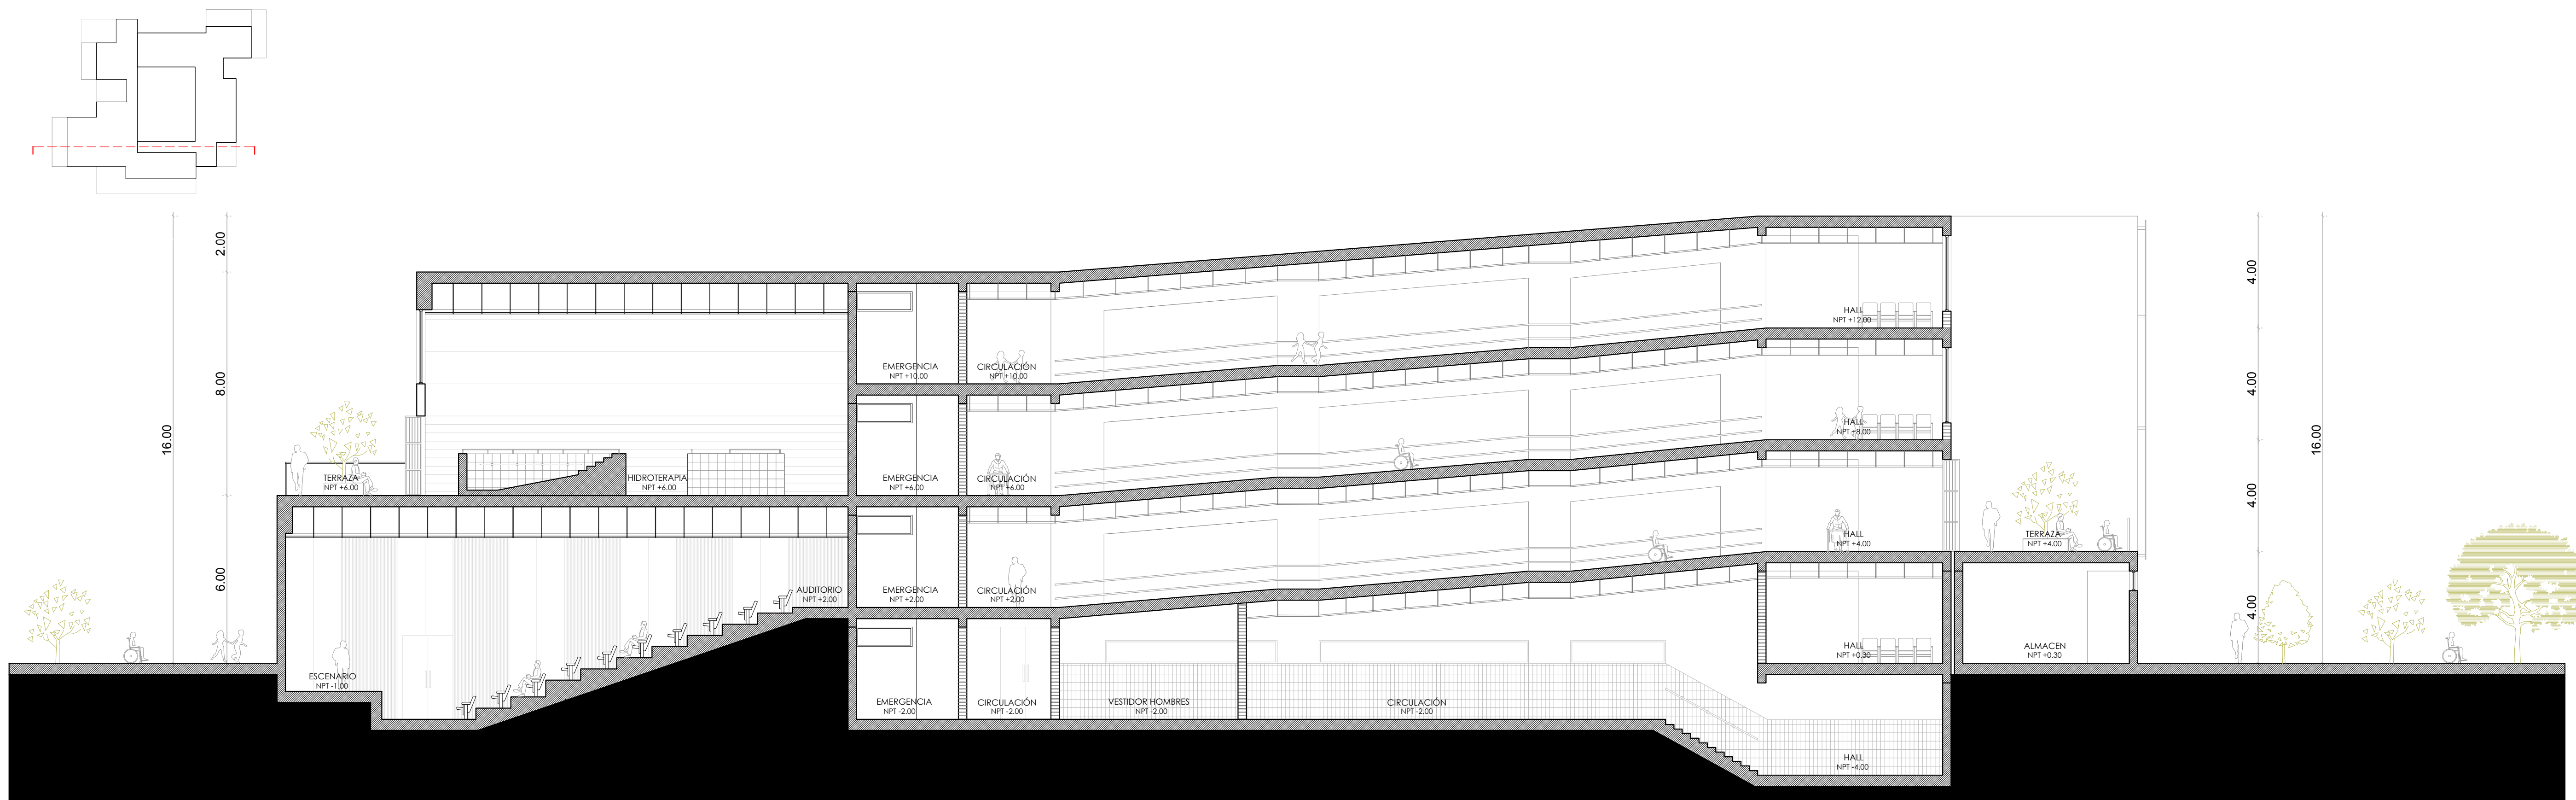 2.00
4.00
HALL
NPT +12.00
EMERGENCIA
NPT +10.00
CIRCULACIÓN
NPT +10.00
8.00
4.00
16.00
16.00
HALL
NPT +8.00
TERRAZA
NPT +6.00
HIDROTERAPIA
NPT +6.00
EMERGENCIA
NPT +6.00
CIRCULACIÓN
NPT +6.00
4.00
HALL
NPT +4.00
TERRAZA
NPT +4.00
6.00
AUDITORIO
NPT +2.00
EMERGENCIA
NPT +2.00
CIRCULACIÓN
NPT +2.00
4.00
HALL
NPT +0.30
ALMACEN
NPT +0.30
ESCENARIO
NPT -1.00
EMERGENCIA
NPT -2.00
CIRCULACIÓN
NPT -2.00
VESTIDOR HOMBRES
NPT -2.00
CIRCULACIÓN
NPT -2.00
HALL
NPT -4.00